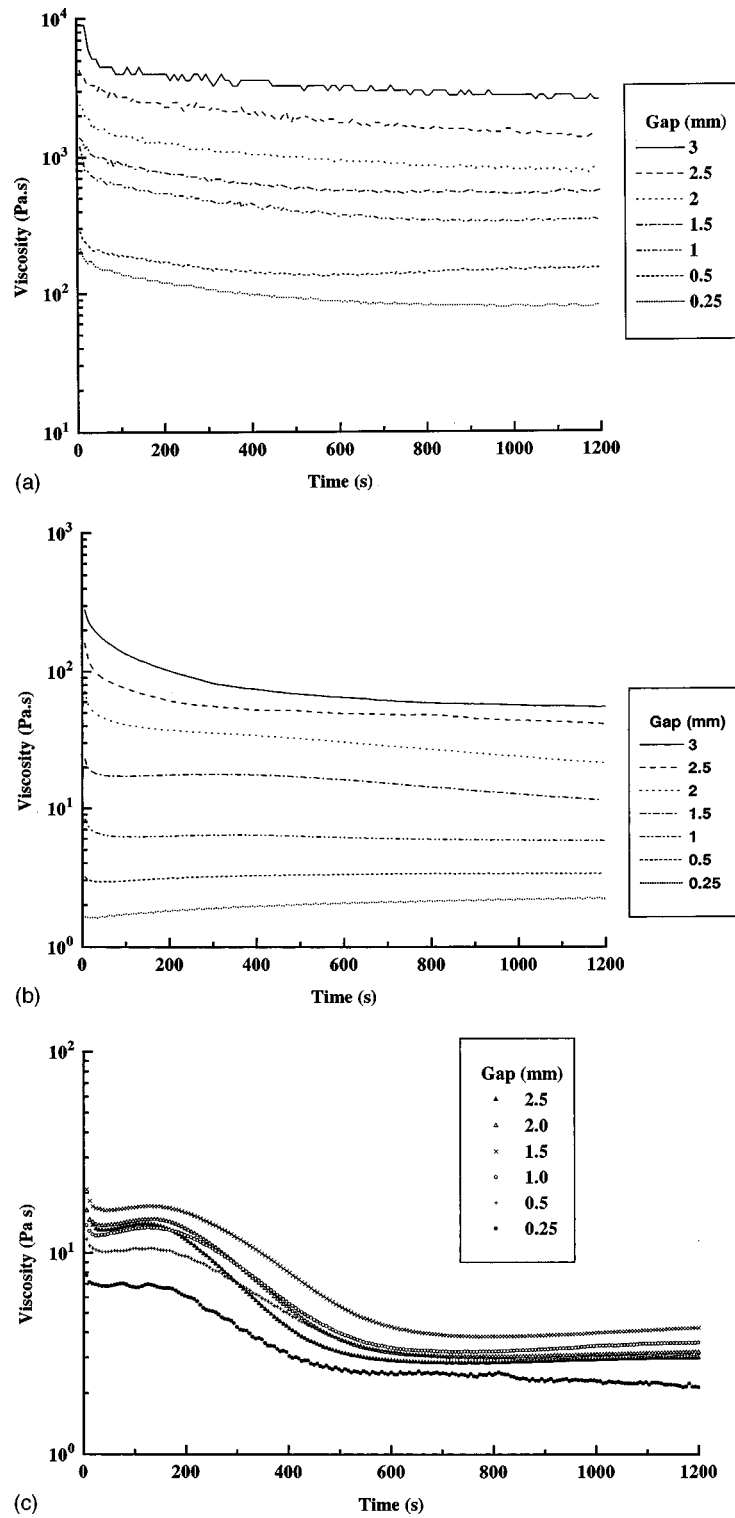 10⁴
10³
10²
10¹
Viscosity (Pa.s)
0 200 400 600 800 1000 1200
Time (s)
Gap (mm)
3
2.5
2
1.5
1
0.5
0.25
(a)
10³
10²
10¹
10⁰
Viscosity (Pa.s)
0 200 400 600 800 1000 1200
Time (s)
Gap (mm)
3
2.5
2
1.5
1
0.5
0.25
(b)
10²
10¹
10⁰
Viscosity (Pa s)
0 200 400 600 800 1000 1200
Time (s)
Gap (mm)
2.5
2.0
1.5
1.0
0.5
0.25
(c)